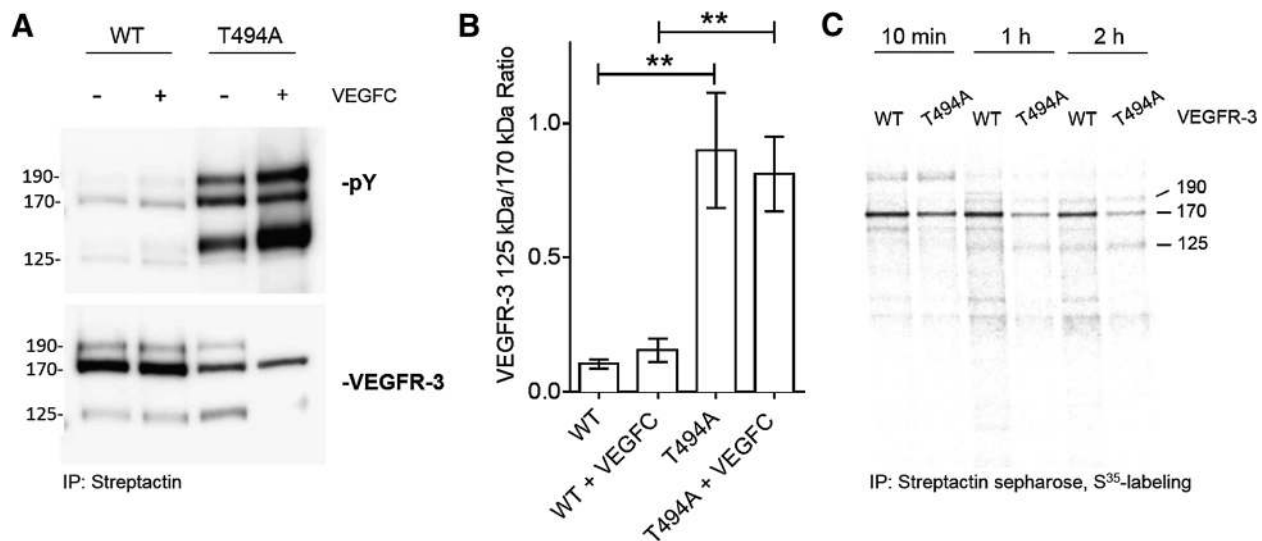 A
WT T494A
- + - + VEGFC
190-
170-
125-
-pY
190-
170-
125-
-VEGFR-3
IP: Streptactin
B
**
**
VEGFR-3 125 kDa/170 kDa Ratio
1.0
0.5
0.0
WT
WT + VEGFC
T494A
T494A + VEGFC
C
10 min 1 h 2 h
WT T494A WT T494A WT T494A VEGFR-3
190
170
125
IP: Streptactin sepharose, S³⁵-labeling